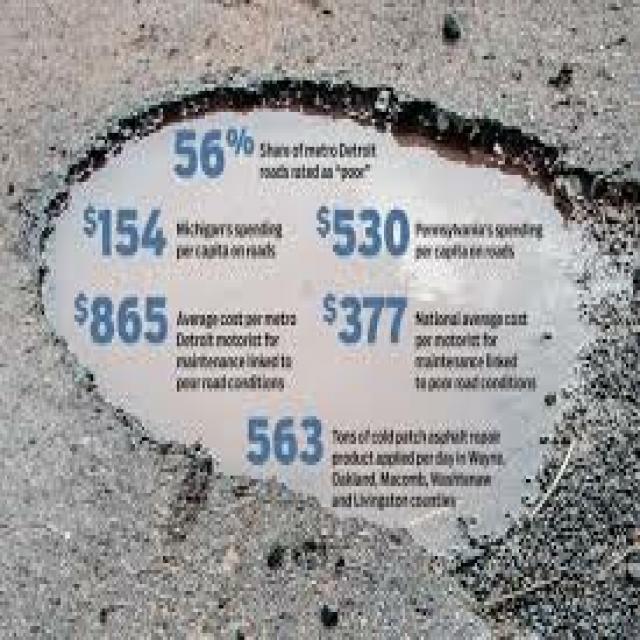 56% Share of metro Detroit
roads rated as "poor"
$154 Michigan's spending
per capita on roads
$530 Pennsylvania's spending
per capita on roads
$865 Average cost per metro
Detroit motorist for
maintenance linked to
poor road conditions
$377 National average cost
per motorist for
maintenance linked
to poor road conditions
563 Tons of cold patch asphalt repair
product applied per day in Wayne,
Oakland, Macomb, Washtenaw
and Livingston counties